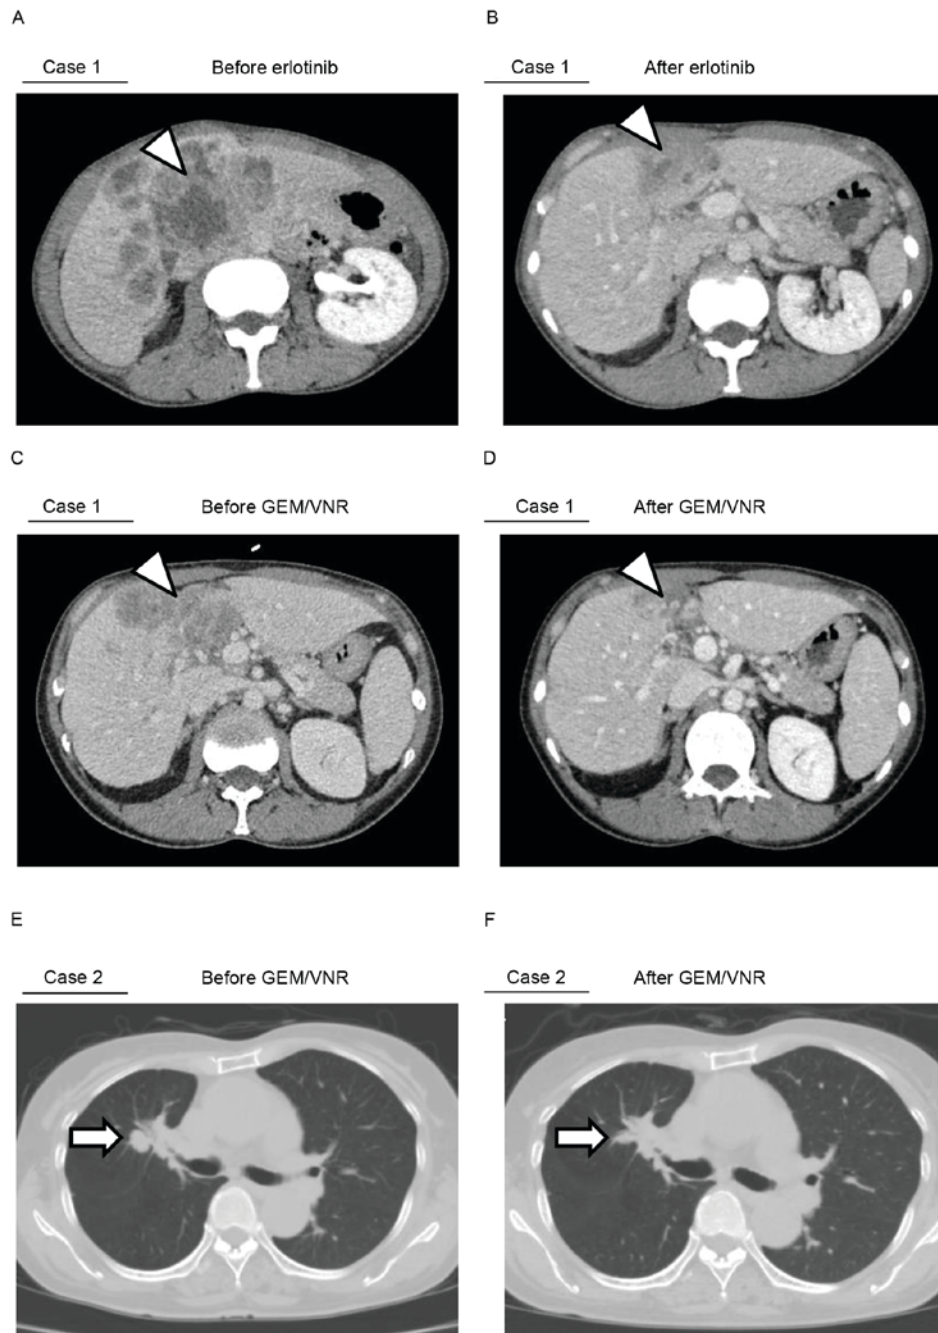 A
B
Case 1 Before erlotinib
Case 1 After erlotinib
C
D
Case 1 Before GEM/VNR
Case 1 After GEM/VNR
E
F
Case 2 Before GEM/VNR
Case 2 After GEM/VNR